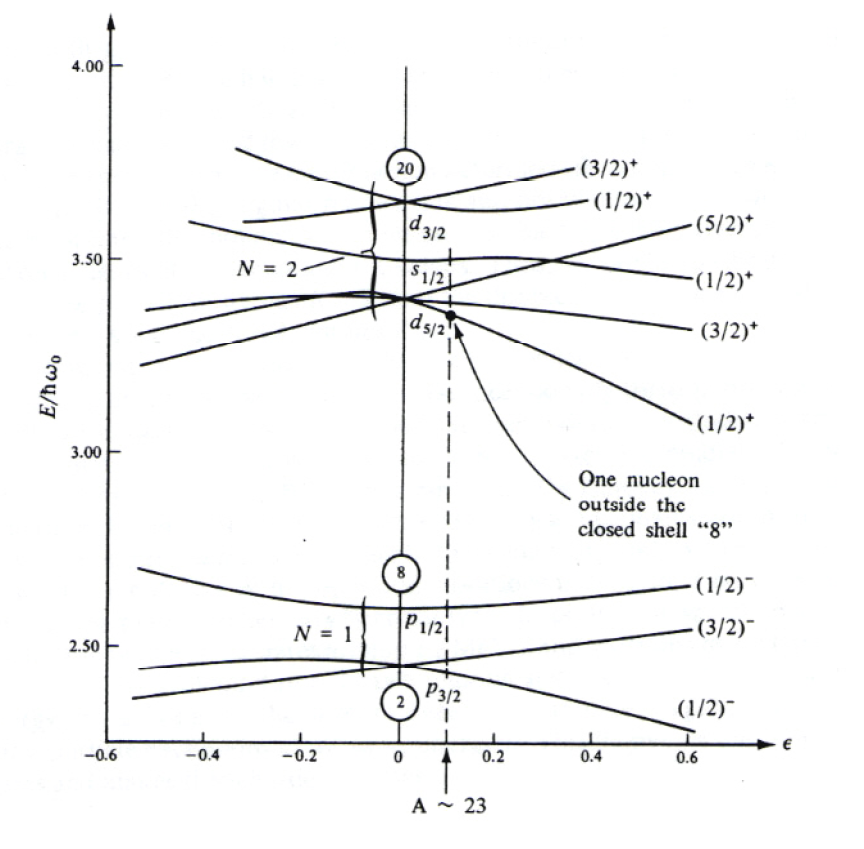 4.00
20
(3/2)⁺
(1/2)⁺
(5/2)⁺
d₃/₂
3.50
N = 2
s₁/₂
(1/2)⁺
(3/2)⁺
d₅/₂
E/ħω₀
(1/2)⁺
3.00
One nucleon
outside the
closed shell “8”
8
(1/2)⁻
p₁/₂
N = 1
(3/2)⁻
2.50
p₃/₂
2
(1/2)⁻
−0.6 −0.4 −0.2 0 0.2 0.4 0.6 ϵ
A ~ 23